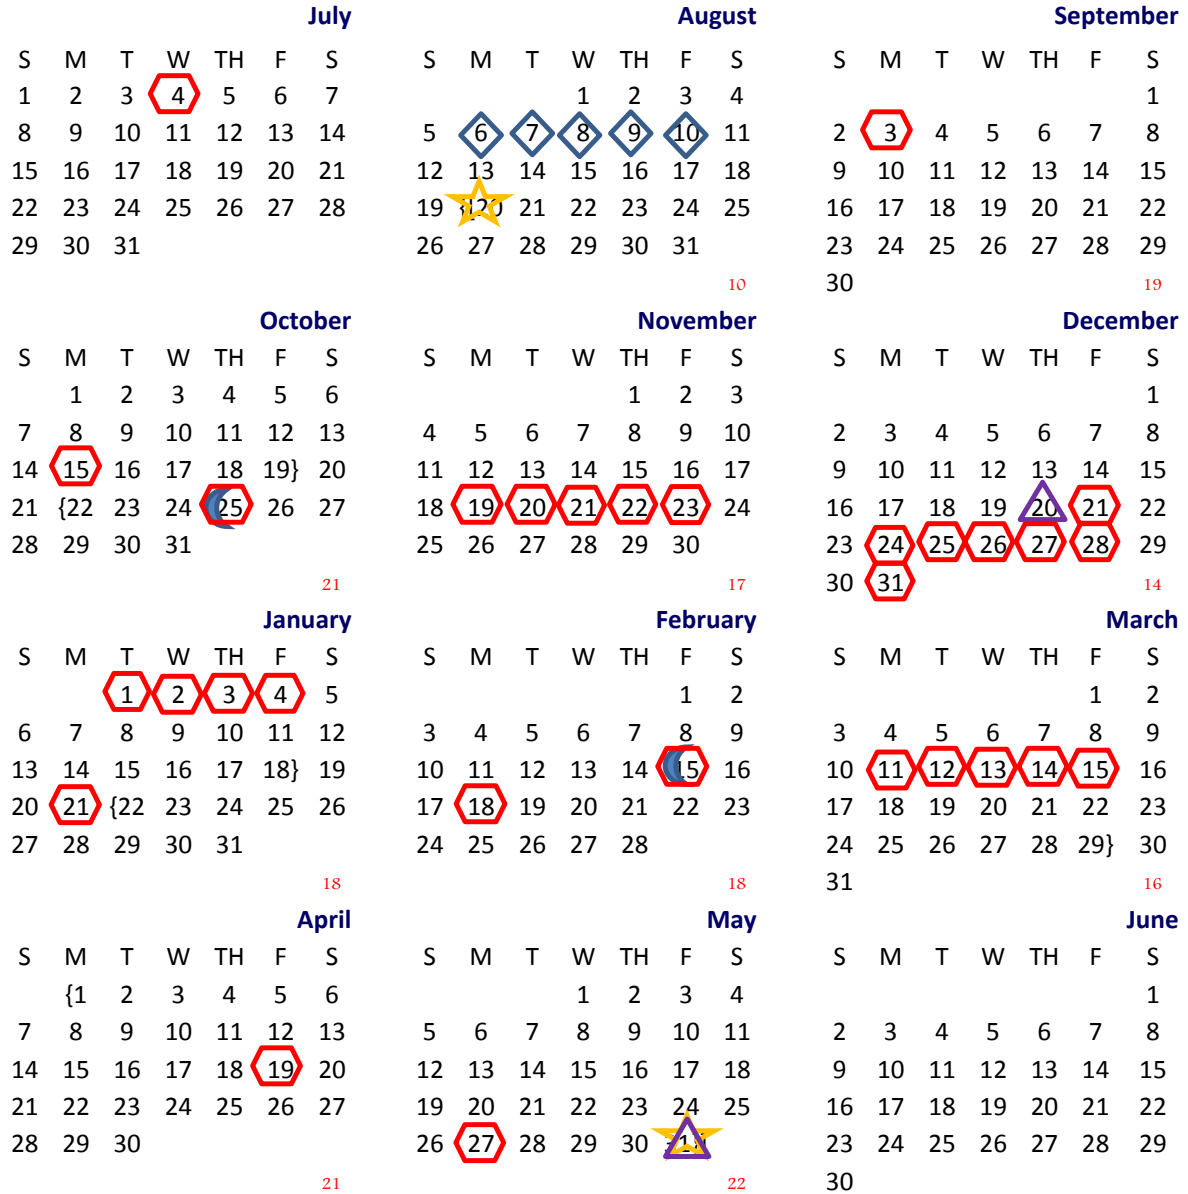 July August September
S M T W TH F S S M T W TH F S S M T W TH F S
1 2 3 4 5 6 7 1 2 3 4 1
8 9 10 11 12 13 14 5 6 7 8 9 10 11 2 3 4 5 6 7 8
15 16 17 18 19 20 21 12 13 14 15 16 17 18 9 10 11 12 13 14 15
22 23 24 25 26 27 28 19 20 21 22 23 24 25 16 17 18 19 20 21 22
29 30 31 26 27 28 29 30 31 23 24 25 26 27 28 29
30
10 19
October November December
S M T W TH F S S M T W TH F S S M T W TH F S
1 2 3 4 5 6 1 2 3 1
7 8 9 10 11 12 13 4 5 6 7 8 9 10 2 3 4 5 6 7 8
14 15 16 17 18 19} 20 11 12 13 14 15 16 17 9 10 11 12 13 14 15
21 {22 23 24 25 26 27 18 19 20 21 22 23 24 16 17 18 19 20 21 22
28 29 30 31 25 26 27 28 29 30 23 24 25 26 27 28 29
30 31
21 17 14
January February March
S M T W TH F S S M T W TH F S S M T W TH F S
1 2 3 4 5 1 2 1 2
6 7 8 9 10 11 12 3 4 5 6 7 8 9 3 4 5 6 7 8 9
13 14 15 16 17 18} 19 10 11 12 13 14 15 16 10 11 12 13 14 15 16
20 21 {22 23 24 25 26 17 18 19 20 21 22 23 17 18 19 20 21 22 23
27 28 29 30 31 24 25 26 27 28 24 25 26 27 28 29} 30
31
18 18 16
April May June
S M T W TH F S S M T W TH F S S M T W TH F S
{1 2 3 4 5 6 1 2 3 4 1
7 8 9 10 11 12 13 5 6 7 8 9 10 11 2 3 4 5 6 7 8
14 15 16 17 18 19 20 12 13 14 15 16 17 18 9 10 11 12 13 14 15
21 22 23 24 25 26 27 19 20 21 22 23 24 25 16 17 18 19 20 21 22
28 29 30 26 27 28 29 30 31 23 24 25 26 27 28 29
30
21 22